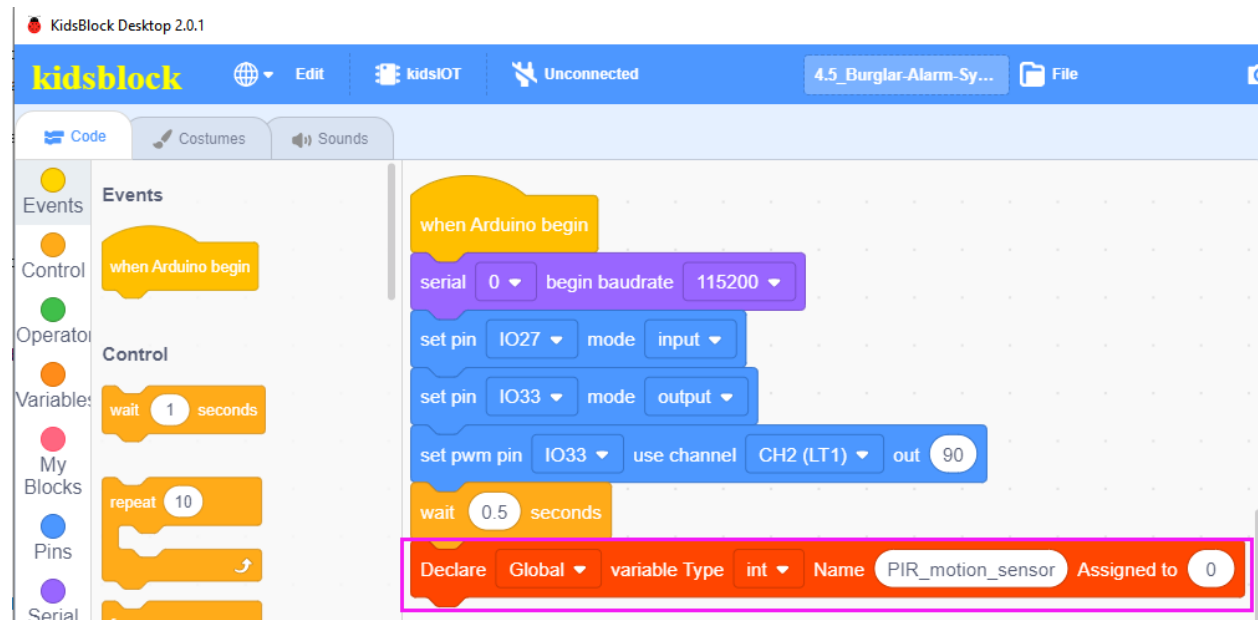 KidsBlock Desktop 2.0.1
kidsblock Edit kidsIOT Unconnected 4.5_Burglar-Alarm-Sy... File
Code Costumes Sounds
Events
Control
Operator
Variables
My
Blocks
Pins
Serial
Events
when Arduino begin
Control
wait 1 seconds
repeat 10
when Arduino begin
serial 0 begin baudrate 115200
set pin IO27 mode input
set pin IO33 mode output
set pwm pin IO33 use channel CH2 (LT1) out 90
wait 0.5 seconds
Declare Global variable Type int Name PIR_motion_sensor Assigned to 0